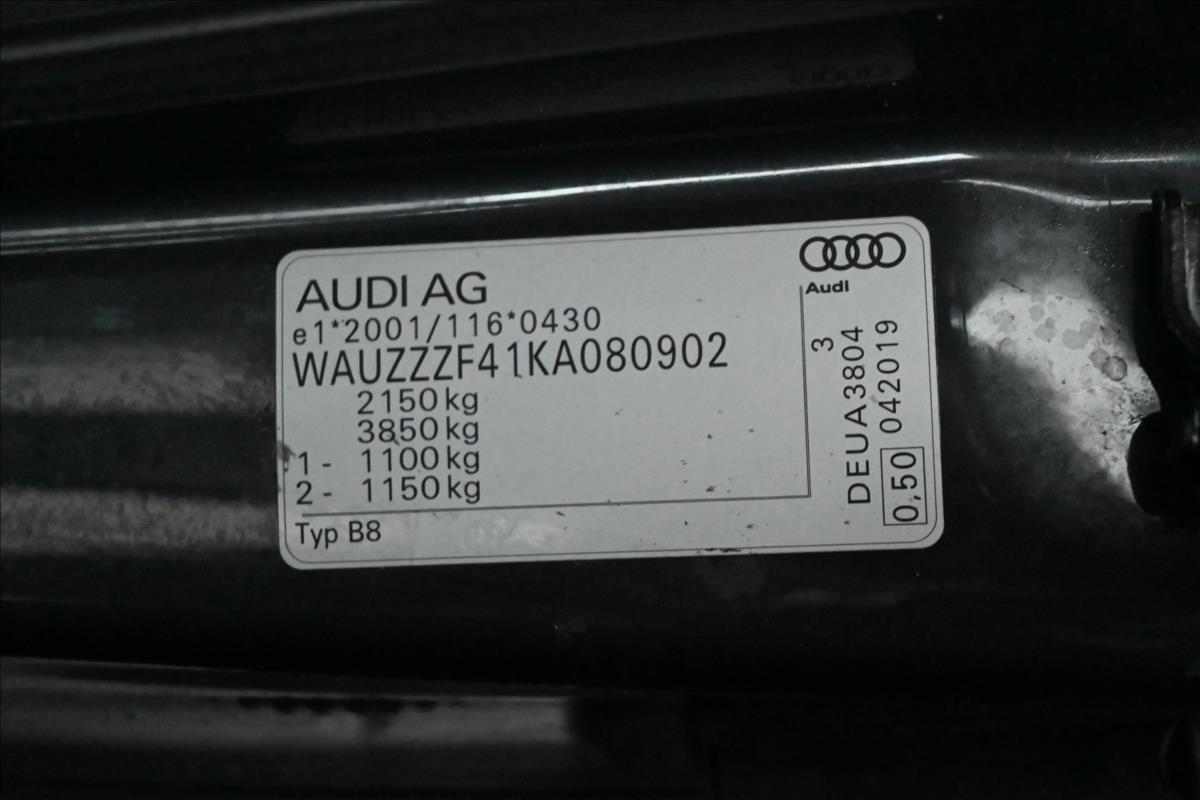 AUDI AG
e1*2001/116*0430
WAUZZZF41KA080902
2150 kg
3850 kg
1 - 1100 kg
2 - 1150 kg
Typ B8
Audi
3
DEUA3804
042019
0,50